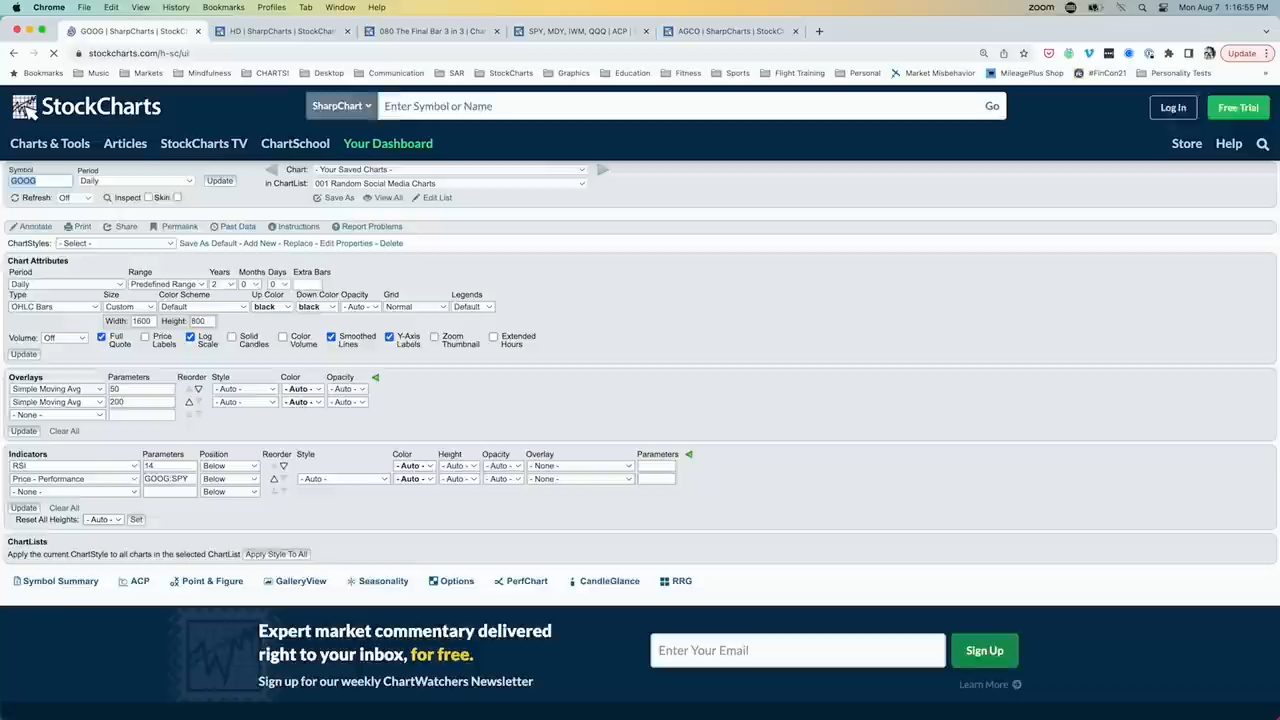 Chrome File Edit View History Bookmarks Profiles Tab Window Help zoom Mon Aug 7 1:16:55 PM
GOOG | SharpCharts | StockC × HD | SharpCharts | StockChar × 080 The Final Bar 3 in 3 | Cha × SPY, MDY, IWM, QQQ | ACP | × AGCO | SharpCharts | StockC × +
stockcharts.com/h-sc/ui Update
Bookmarks Music Markets Mindfulness CHARTS! Desktop Communication SAR StockCharts Graphics Education Fitness Sports Flight Training Personal Market Misbehavior MileagePlus Shop #FinCon21 Personality Tests »
StockCharts SharpChart Enter Symbol or Name Go Log In Free Trial
Charts & Tools Articles StockCharts TV ChartSchool Your Dashboard Store Help
Symbol Period Chart: - Your Saved Charts -
GOOG Daily Update in ChartList: 001 Random Social Media Charts
Refresh: Off Inspect Skin Save As View All Edit List
Annotate Print Share Permalink Past Data Instructions Report Problems
ChartStyles: - Select - Save As Default - Add New - Replace - Edit Properties - Delete
Chart Attributes
Period Range Years Months Days Extra Bars
Daily Predefined Range 2 0 0
Type Size Color Scheme Up Color Down Color Opacity Grid Legends
OHLC Bars Custom Default black black - Auto - Normal Default
Width: 1600 Height: 800
Volume: Off Full Quote Price Labels Log Scale Solid Candles Color Volume Smoothed Lines Y-Axis Labels Zoom Thumbnail Extended Hours
Update
Overlays Parameters Reorder Style Color Opacity
Simple Moving Avg 50 - Auto - - Auto - - Auto -
Simple Moving Avg 200 - Auto - - Auto - - Auto -
- None -
Update Clear All
Indicators Parameters Position Reorder Style Color Height Opacity Overlay Parameters
RSI 14 Below - Auto - - Auto - - Auto - - None -
Price - Performance GOOG:SPY Below - Auto - - Auto - - Auto - - Auto - - None -
- None - Below
Update Clear All
Reset All Heights: - Auto - Set
ChartLists
Apply the current ChartStyle to all charts in the selected ChartList Apply Style To All
Symbol Summary ACP Point & Figure GalleryView Seasonality Options PerfChart CandleGlance RRG
Expert market commentary delivered
right to your inbox, for free.
Sign up for our weekly ChartWatchers Newsletter
Enter Your Email Sign Up
Learn More